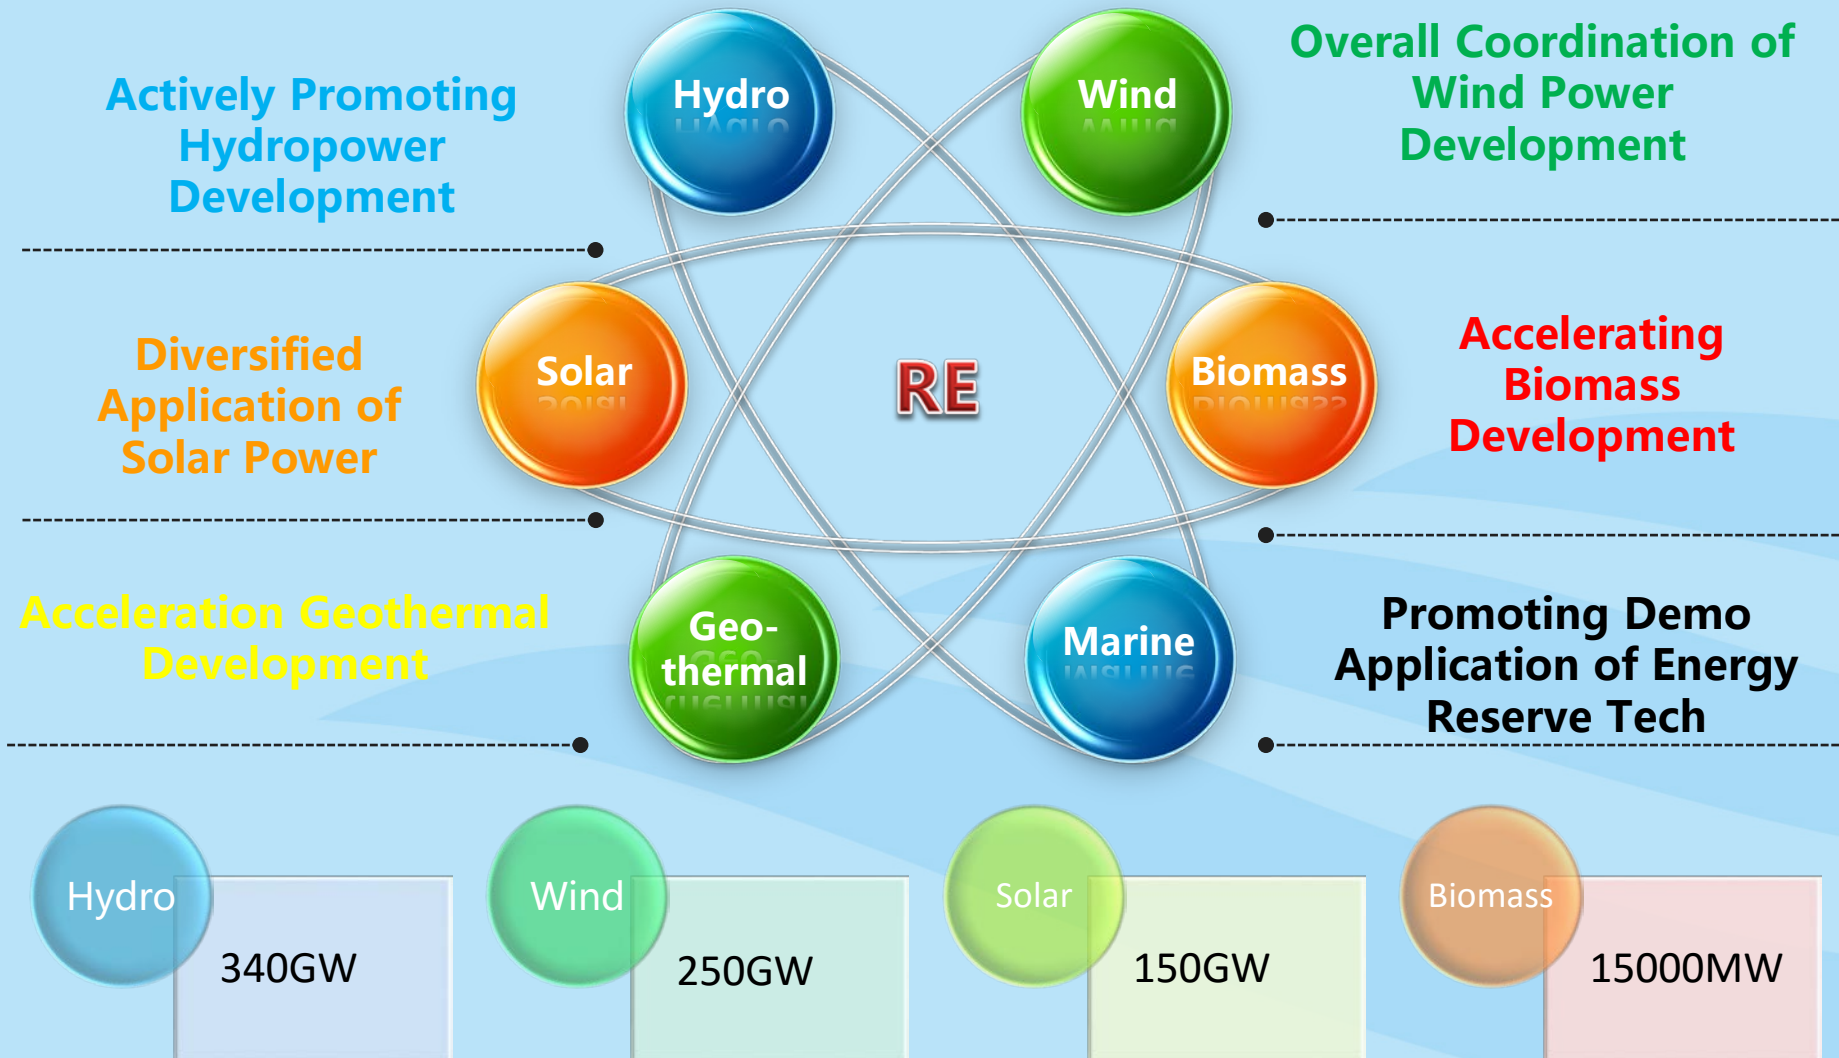 Actively Promoting
Hydropower
Development
Hydro
Wind
Overall Coordination of
Wind Power
Development
Diversified
Application of
Solar Power
Solar
RE
Biomass
Accelerating
Biomass
Development
Acceleration Geothermal
Development
Geo-
thermal
Marine
Promoting Demo
Application of Energy
Reserve Tech
Hydro
340GW
Wind
250GW
Solar
150GW
Biomass
15000MW